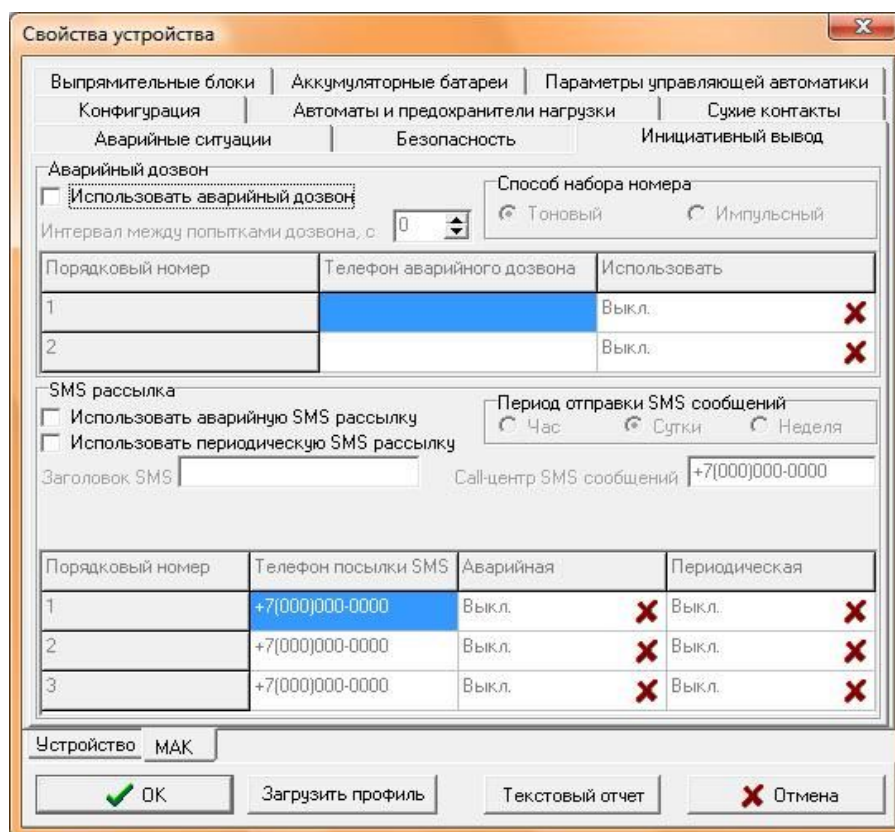 Свойства устройства
Выпрямительные блоки Аккумуляторные батареи Параметры управляющей автоматики
Конфигурация Автоматы и предохранители нагрузки Сухие контакты
Аварийные ситуации Безопасность Инициативный вывод
Аварийный дозвон
Использовать аварийный дозвон
Способ набора номера
Тоновый Импульсный
Интервал между попытками дозвона, с 0
Порядковый номер Телефон аварийного дозвона Использовать
1 Выкл.
2 Выкл.
SMS рассылка
Использовать аварийную SMS рассылку
Использовать периодическую SMS рассылку
Период отправки SMS сообщений
Час Сутки Неделя
Заголовок SMS Call-центр SMS сообщений +7(000)000-0000
Порядковый номер Телефон посылки SMS Аварийная Периодическая
1 +7(000)000-0000 Выкл. Выкл.
2 +7(000)000-0000 Выкл. Выкл.
3 +7(000)000-0000 Выкл. Выкл.
Устройство МАК
OK Загрузить профиль Текстовый отчет Отмена